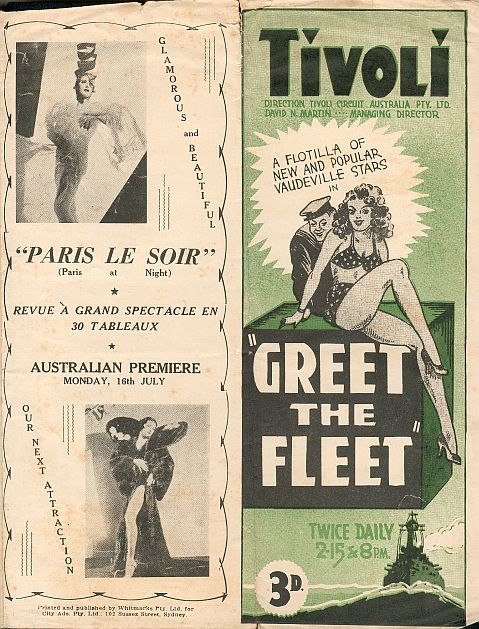 GLAMOROUS and BEAUTIFUL
"PARIS LE SOIR"
(Paris at Night)
REVUE À GRAND SPECTACLE EN
30 TABLEAUX
AUSTRALIAN PREMIERE
MONDAY, 16th JULY
OUR NEXT ATTRACTION
Printed and published by Whitmarks Pty. Ltd. for
City Ads. Pty. Ltd., 102 Sussex Street, Sydney.
TIVOLI
DIRECTION, TIVOLI CIRCUIT AUSTRALIA PTY. LTD.
DAVID N. MARTIN ···· MANAGING DIRECTOR
A FLOTILLA OF
NEW AND POPULAR
VAUDEVILLE STARS
IN
"GREET
THE
FLEET"
TWICE DAILY
2·15 & 8 P.M.
3D.